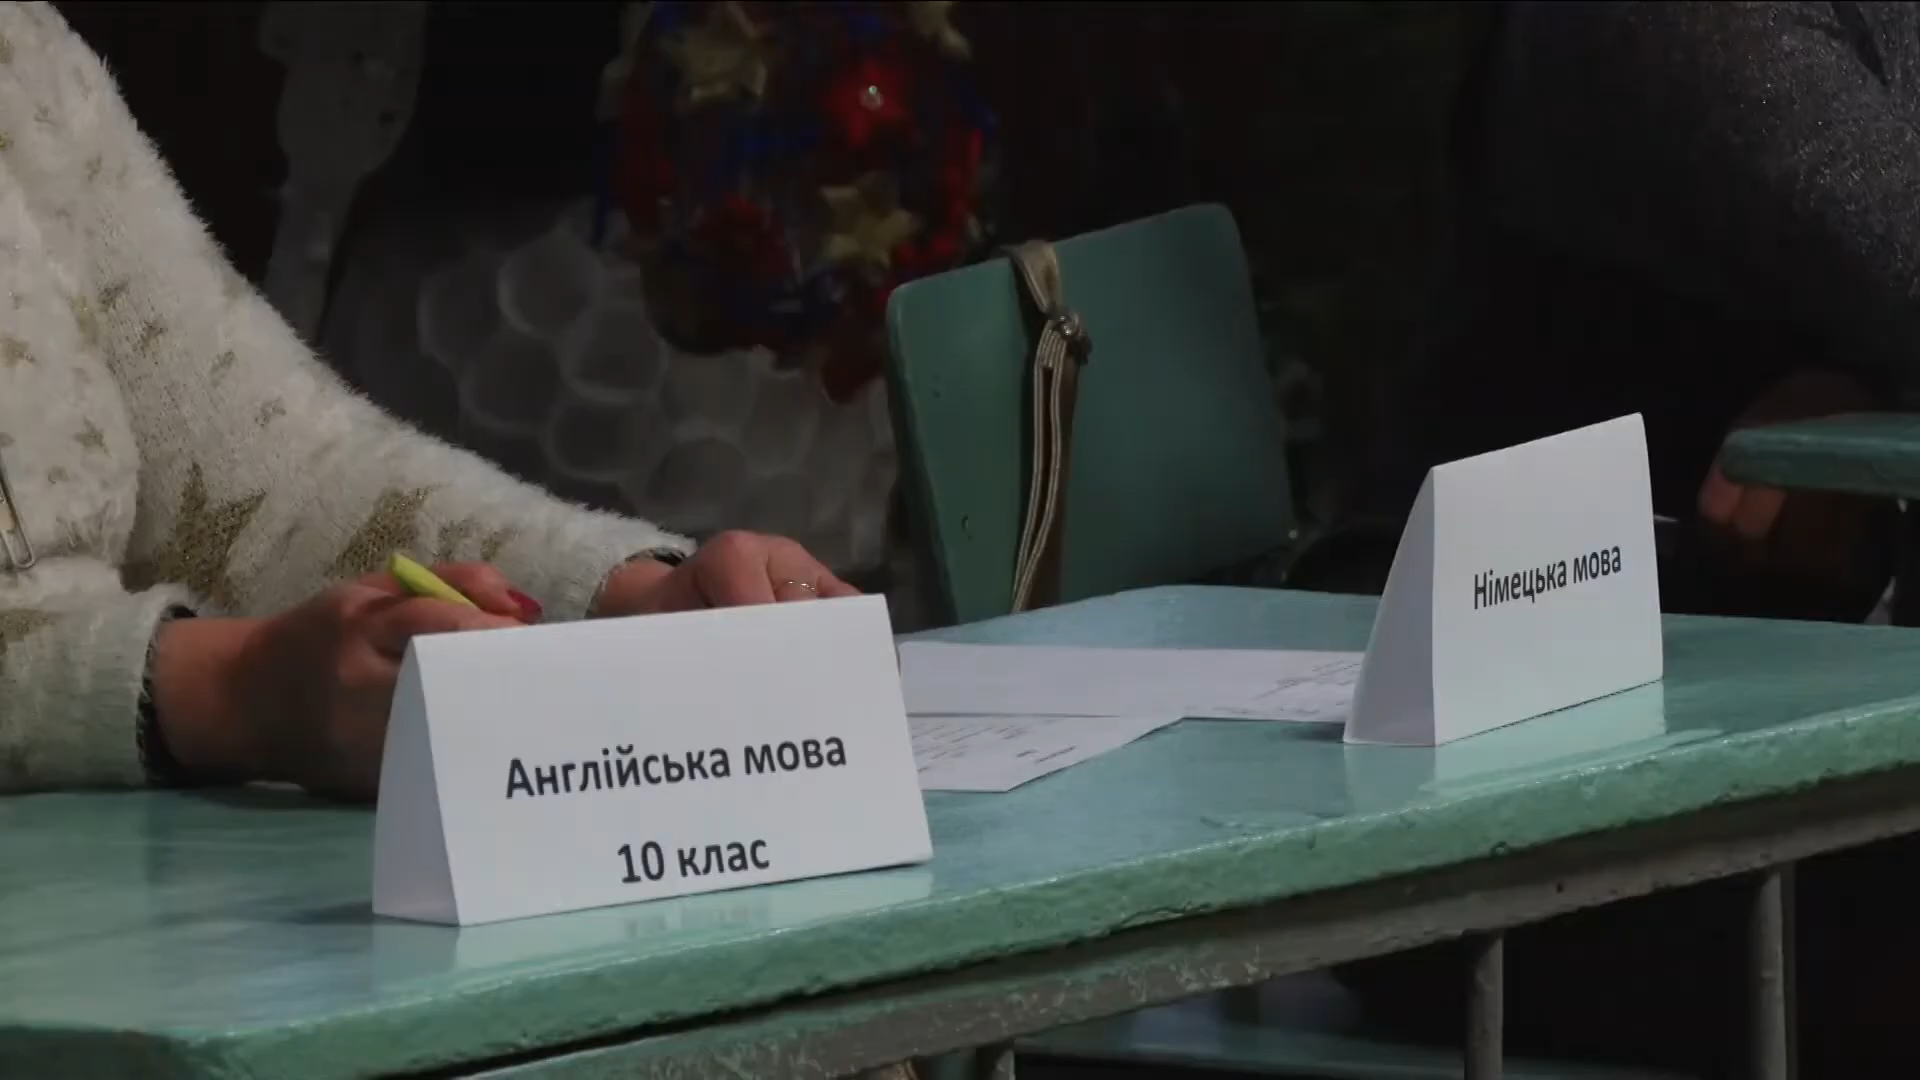 Англійська мова
10 клас
Німецька мова